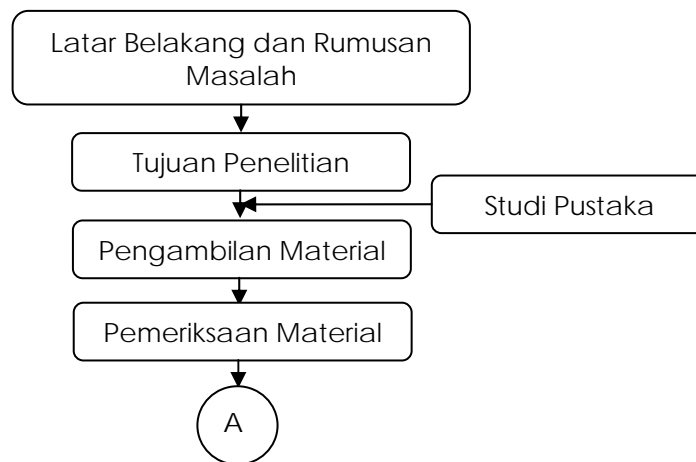 Latar Belakang dan Rumusan
Masalah
Tujuan Penelitian
Studi Pustaka
Pengambilan Material
Pemeriksaan Material
A